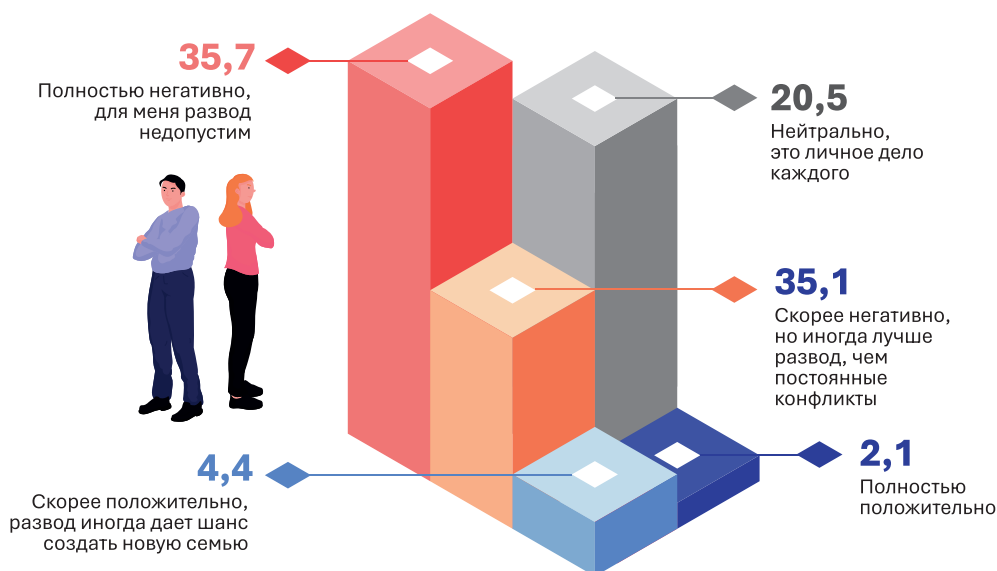 35,7
Полностью негативно,
для меня развод
недопустим
20,5
Нейтрально,
это личное дело
каждого
35,1
Скорее негативно,
но иногда лучше
развод, чем
постоянные
конфликты
4,4
Скорее положительно,
развод иногда дает шанс
создать новую семью
2,1
Полностью
положительно